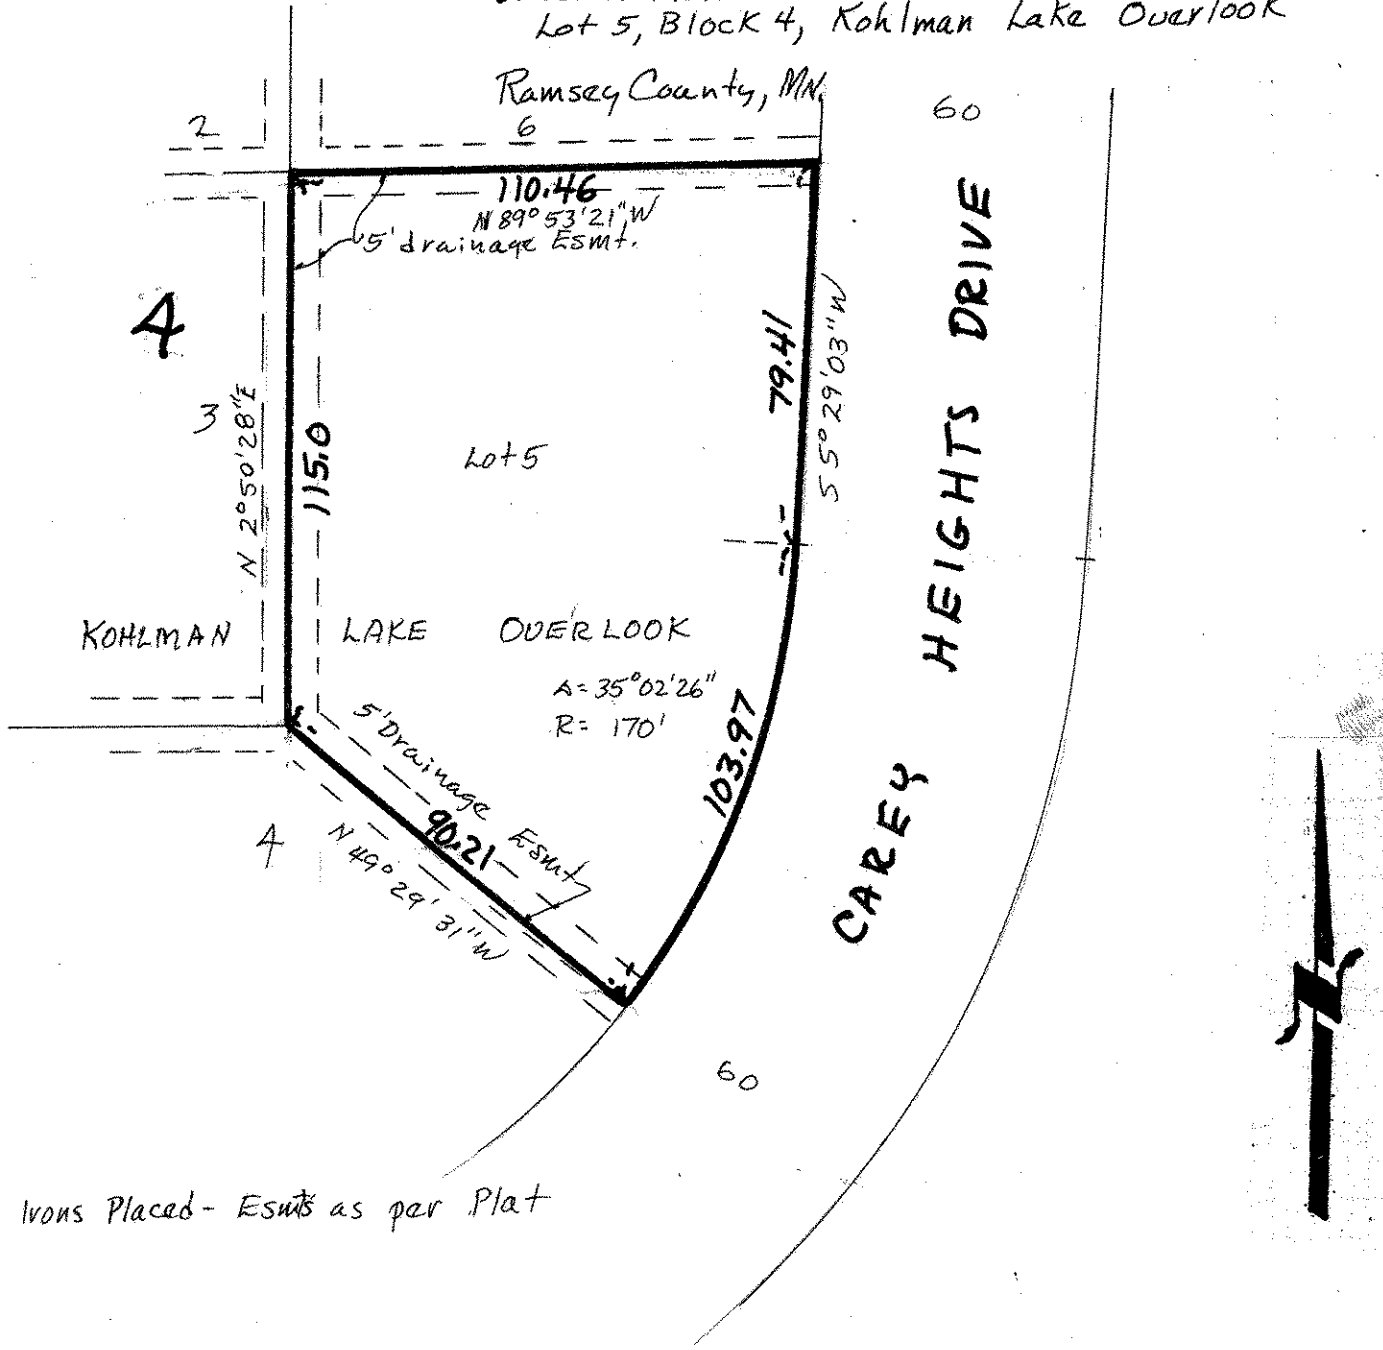 Lot 5, Block 4, Kohlman Lake Overlook
Ramsey County, MN.
60
2
6
110.46
N 89° 53' 21" W
5' drainage Esmt.
4
3
N 2° 50' 28" E
115.0
Lot 5
79.41
S 5° 29' 03" W
CAREY HEIGHTS DRIVE
KOHLMAN LAKE OVERLOOK
Δ= 35° 02' 26"
R= 170'
103.97
5' Drainage Esmt
90.21
4
N 49° 29' 31" W
60
Irons Placed - Esmts as per Plat